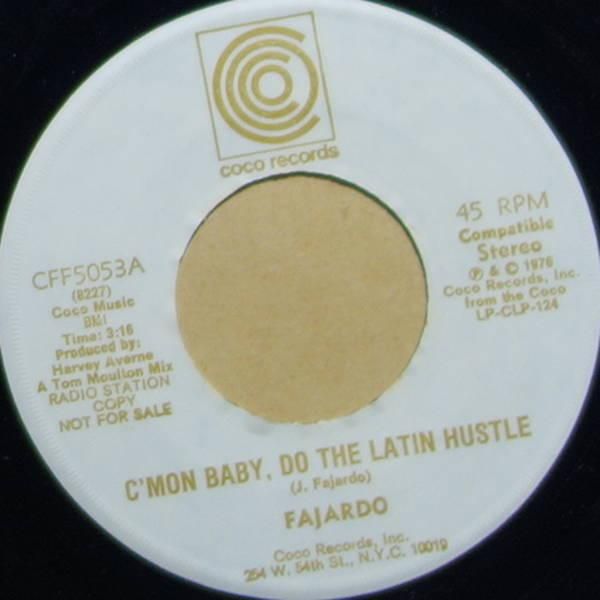 coco records
CFF5053A
(8227)
Coco Music
BMI
Time: 3:16
Produced by:
Harvey Averne
A Tom Moulton Mix
RADIO STATION
COPY
NOT FOR SALE
45 RPM
Compatible
Stereo
℗ & © 1976
Coco Records, Inc.
from the Coco
LP-CLP-124
C'MON BABY, DO THE LATIN HUSTLE
(J. Fajardo)
FAJARDO
Coco Records, Inc.
254 W. 54th St., N.Y.C. 10019